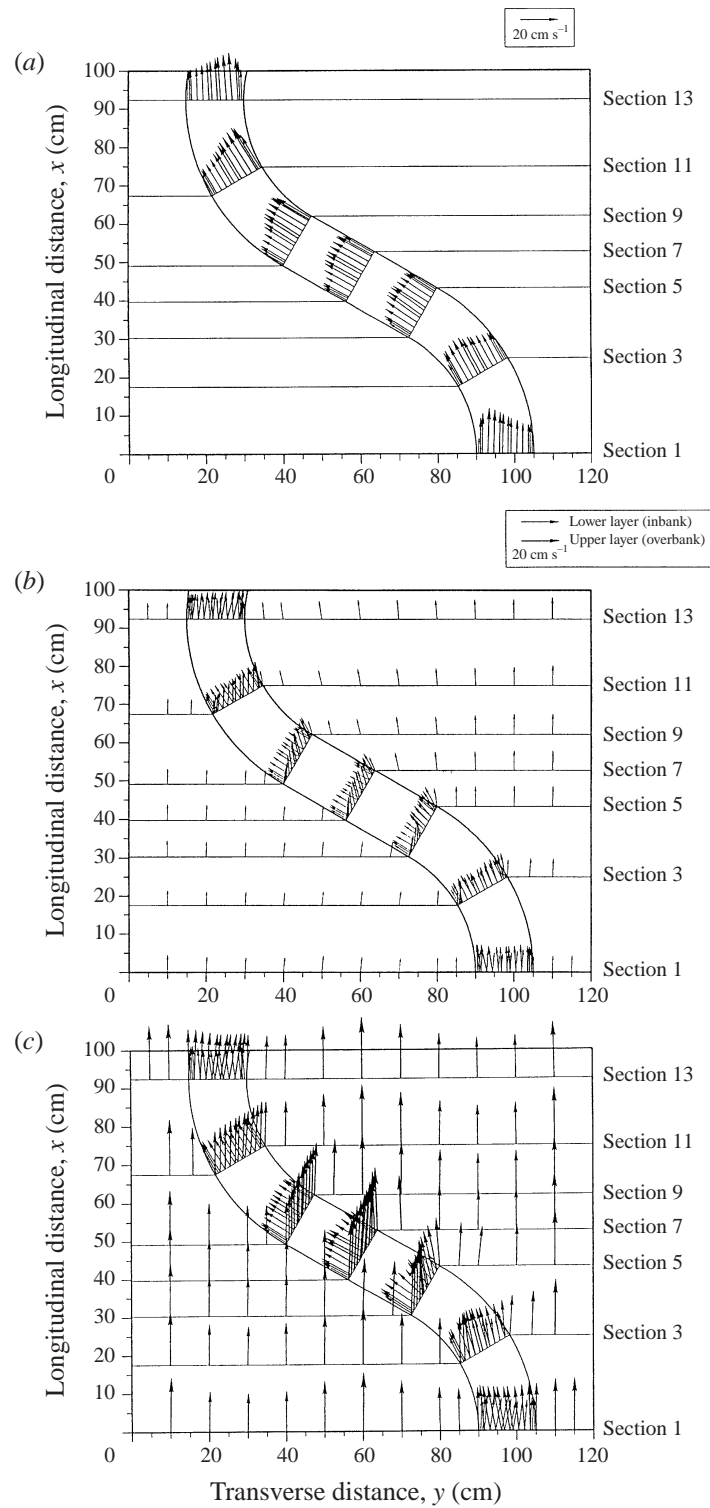 20 cm s⁻¹
(a)
100
90
80
70
60
50
40
30
20
10
0
20
40
60
80
100
120
Longitudinal distance, x (cm)
Section 13
Section 11
Section 9
Section 7
Section 5
Section 3
Section 1
Lower layer (inbank)
Upper layer (overbank)
20 cm s⁻¹
(b)
100
90
80
70
60
50
40
30
20
10
0
20
40
60
80
100
120
Longitudinal distance, x (cm)
Section 13
Section 11
Section 9
Section 7
Section 5
Section 3
Section 1
(c)
100
90
80
70
60
50
40
30
20
10
0
20
40
60
80
100
120
Longitudinal distance, x (cm)
Section 13
Section 11
Section 9
Section 7
Section 5
Section 3
Section 1
Transverse distance, y (cm)